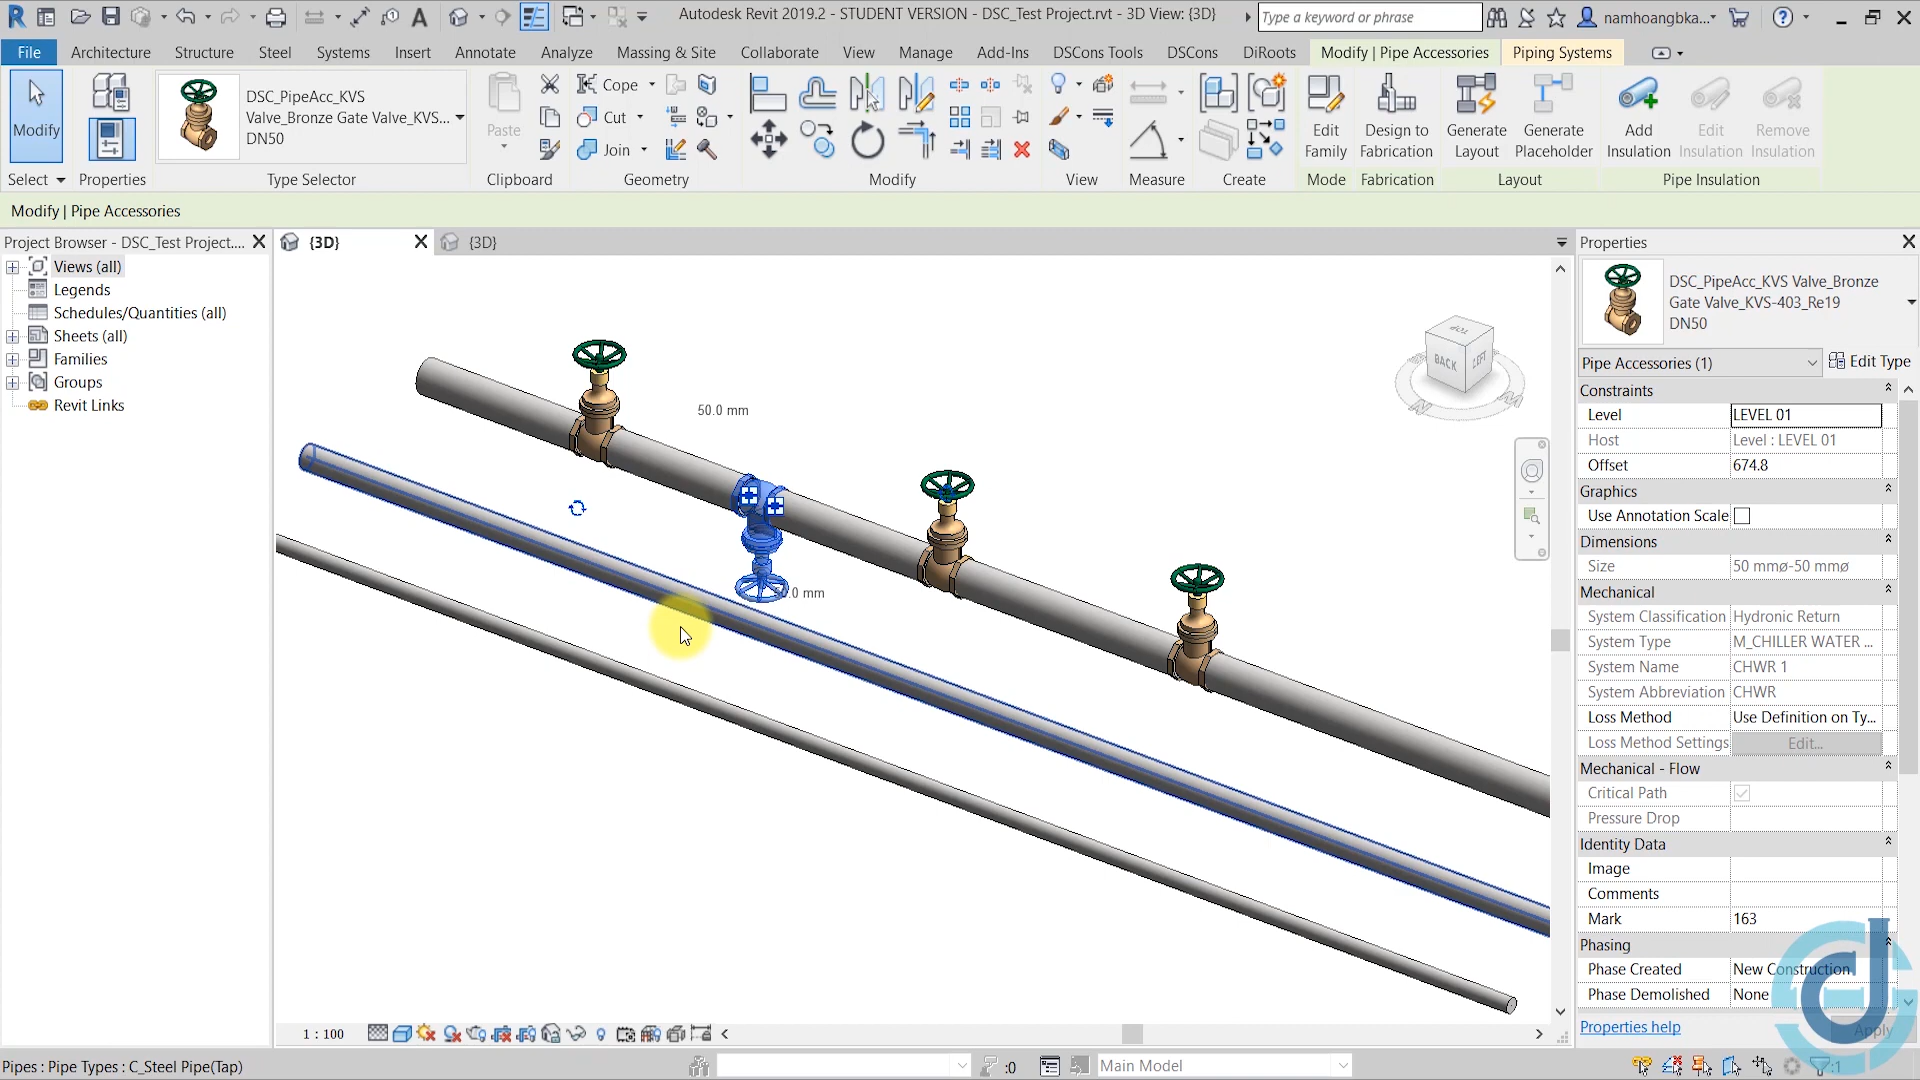 Autodesk Revit 2019.2 - STUDENT VERSION - DSC_Test Project.rvt - 3D View: {3D}
Type a keyword or phrase
namhoangbka...
File Architecture Structure Steel Systems Insert Annotate Analyze Massing & Site Collaborate View Manage Add-Ins DSCons Tools DSCons DiRoots Modify | Pipe Accessories Piping Systems
Modify
DSC_PipeAcc_KVS
Valve_Bronze Gate Valve_KVS...
DN50
Paste
Cope
Cut
Join
Edit
Family
Design to
Fabrication
Generate
Layout
Generate
Placeholder
Add
Insulation
Edit
Insulation
Remove
Insulation
Select Properties Type Selector Clipboard Geometry Modify View Measure Create Mode Fabrication Layout Pipe Insulation
Modify | Pipe Accessories
Project Browser - DSC_Test Project....
{3D}
{3D}
Properties
Views (all)
Legends
Schedules/Quantities (all)
Sheets (all)
Families
Groups
Revit Links
50.0 mm
.0 mm
TOP
BACK
LEFT
N
DSC_PipeAcc_KVS Valve_Bronze
Gate Valve_KVS-403_Re19
DN50
Pipe Accessories (1)
Edit Type
Constraints
Level LEVEL 01
Host Level : LEVEL 01
Offset 674.8
Graphics
Use Annotation Scale
Dimensions
Size 50 mmø-50 mmø
Mechanical
System Classification Hydronic Return
System Type M_CHILLER WATER ...
System Name CHWR 1
System Abbreviation CHWR
Loss Method Use Definition on Ty...
Loss Method Settings Edit...
Mechanical - Flow
Critical Path
Pressure Drop
Identity Data
Image
Comments
Mark 163
Phasing
Phase Created New Construction
Phase Demolished None
Properties help
Apply
1 : 100
Pipes : Pipe Types : C_Steel Pipe(Tap)
:0
Main Model
:1